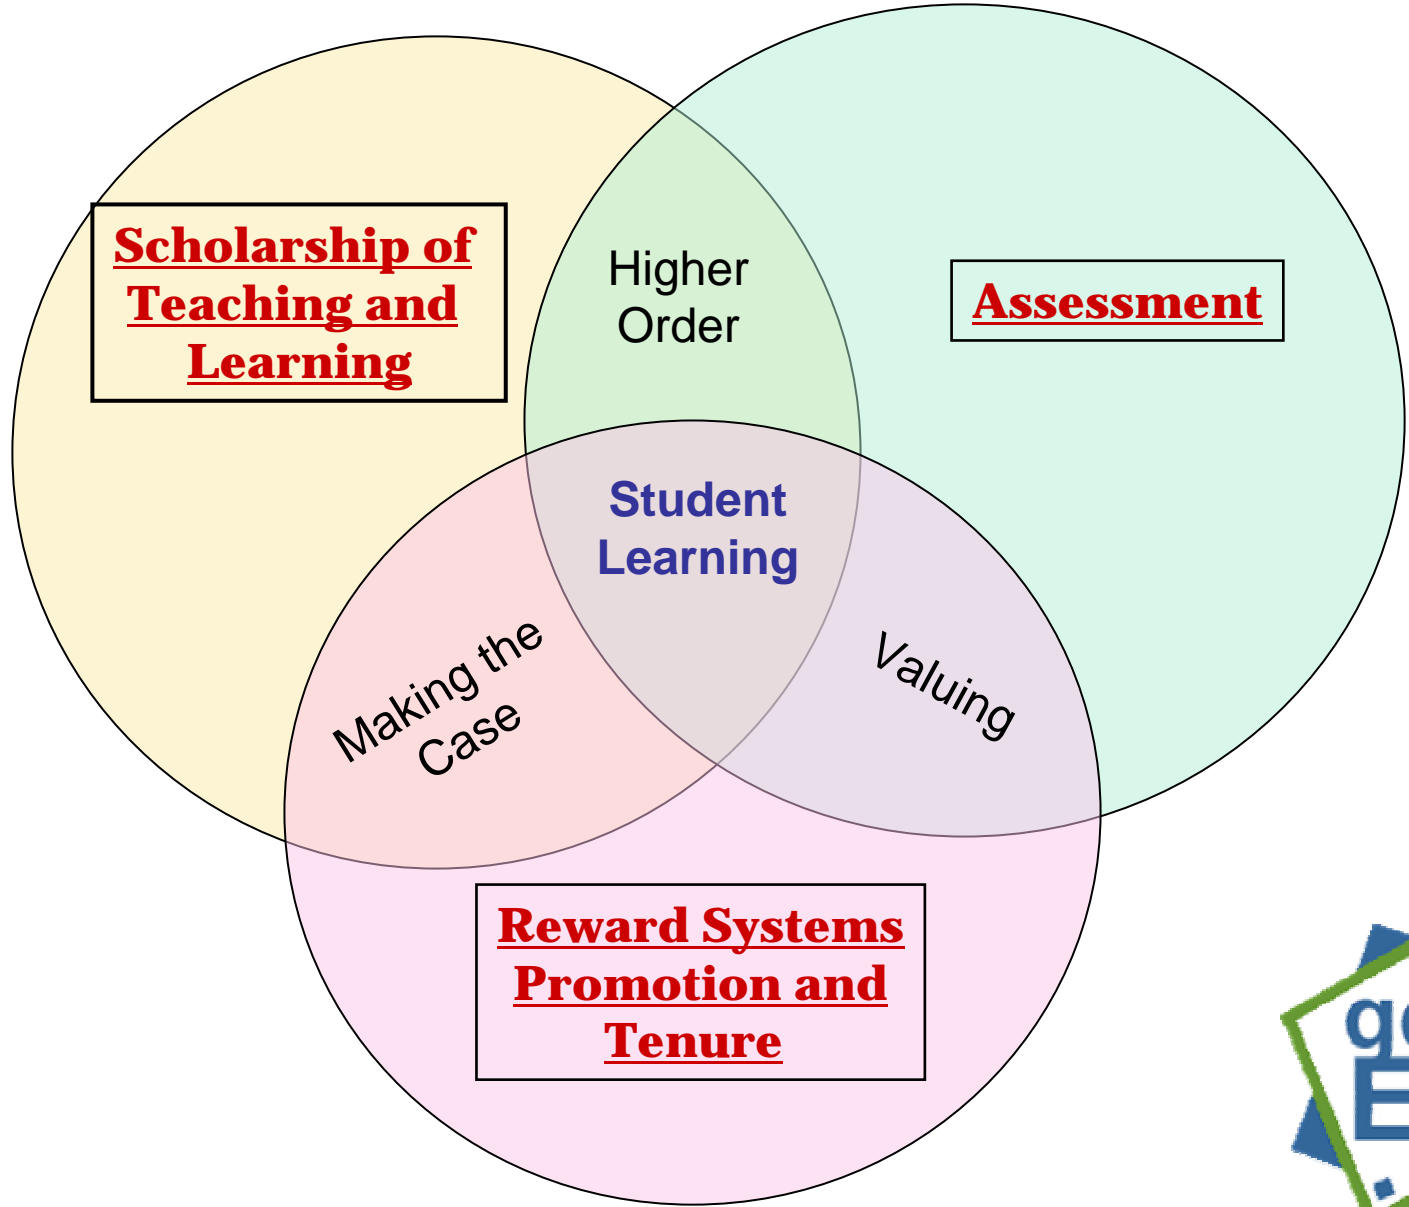 Scholarship of
Teaching and
Learning
Higher
Order
Assessment
Student
Learning
Making the
Case
Valuing
Reward Systems
Promotion and
Tenure